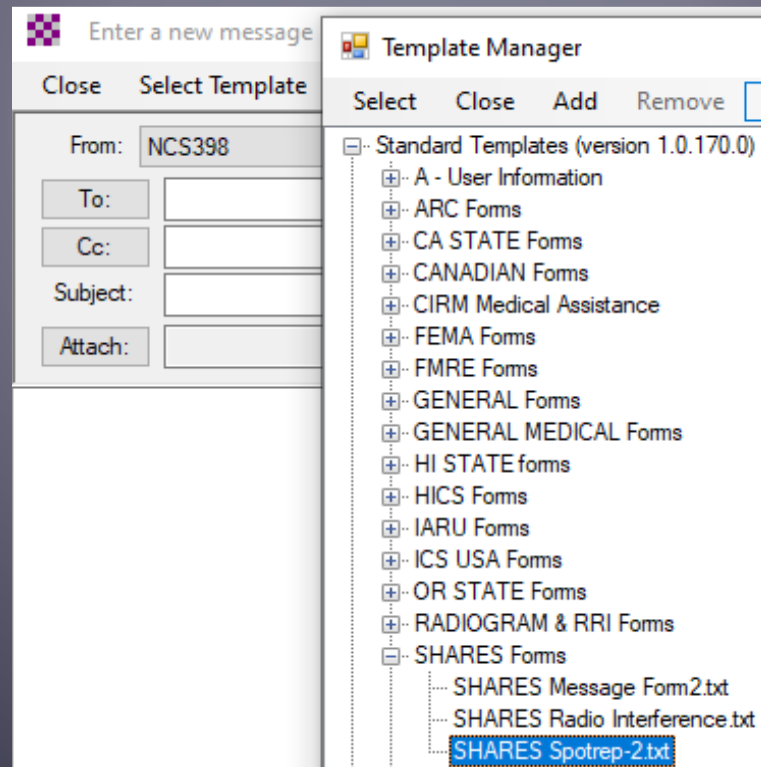 Enter a new message
Close Select Template
From: NCS398
To:
Cc:
Subject:
Attach:
Template Manager
Select Close Add Remove
Standard Templates (version 1.0.170.0)
A - User Information
ARC Forms
CA STATE Forms
CANADIAN Forms
CIRM Medical Assistance
FEMA Forms
FMRE Forms
GENERAL Forms
GENERAL MEDICAL Forms
HI STATE forms
HICS Forms
IARU Forms
ICS USA Forms
OR STATE Forms
RADIOGRAM & RRI Forms
SHARES Forms
SHARES Message Form2.txt
SHARES Radio Interference.txt
SHARES Spotrep-2.txt